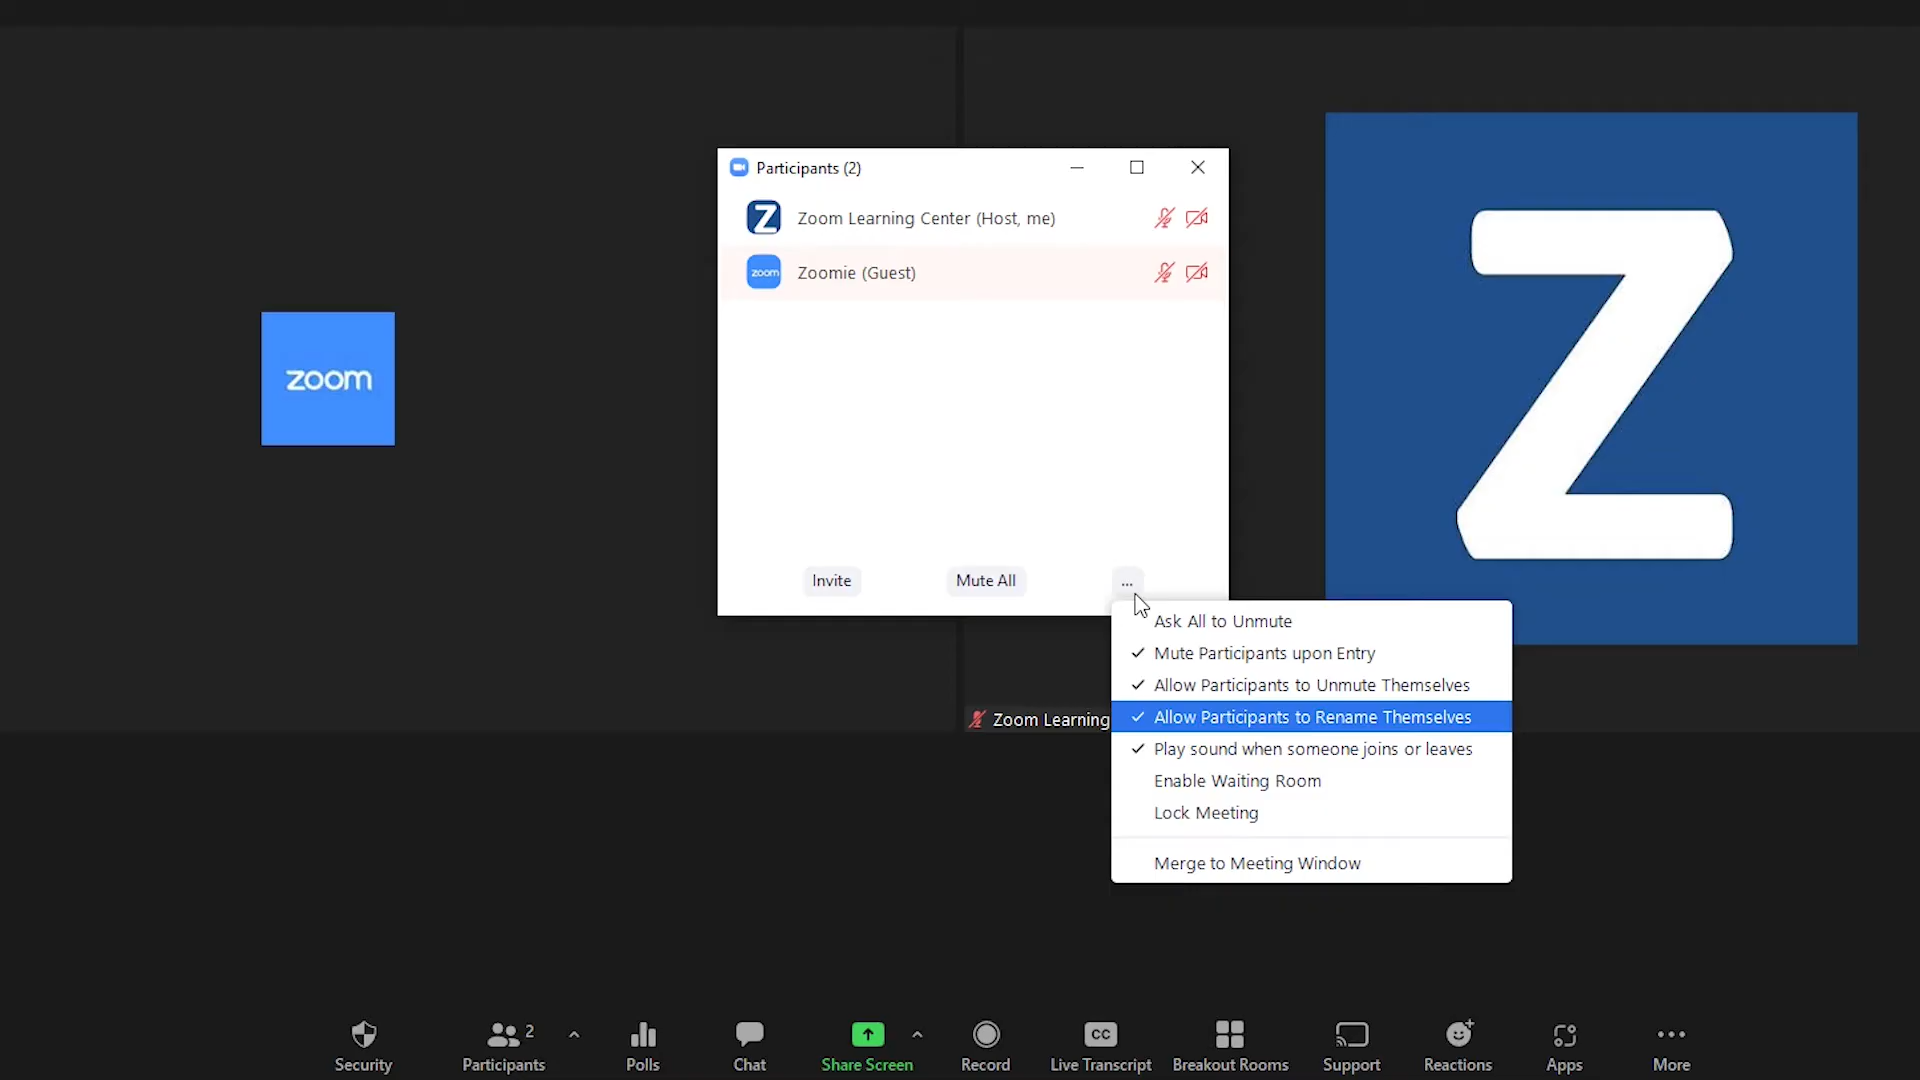 Participants (2)
Z Zoom Learning Center (Host, me)
zoom Zoomie (Guest)
zoom
Z
Invite Mute All ...
Ask All to Unmute
Mute Participants upon Entry
Allow Participants to Unmute Themselves
Allow Participants to Rename Themselves
Play sound when someone joins or leaves
Enable Waiting Room
Lock Meeting
Merge to Meeting Window
Zoom Learning
2
CC
Security Participants Polls Chat Share Screen Record Live Transcript Breakout Rooms Support Reactions Apps More